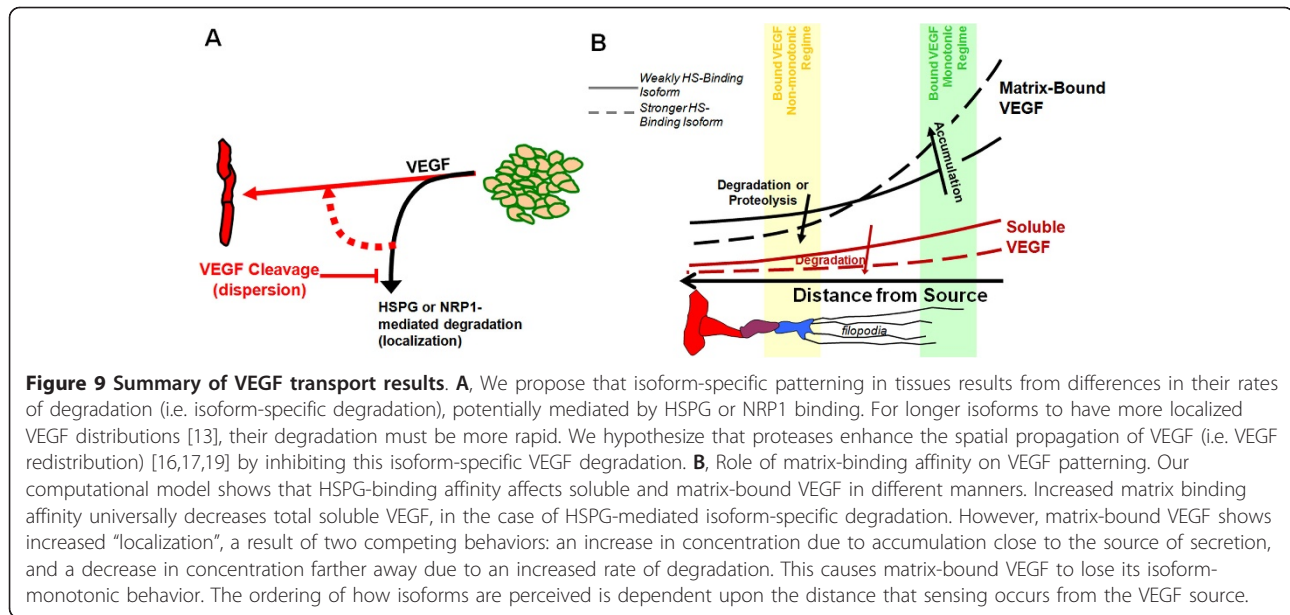 A
VEGF
VEGF Cleavage
(dispersion)
HSPG or NRP1-
mediated degradation
(localization)
B
Weakly HS-Binding
Isoform
Stronger HS-
Binding Isoform
Bound VEGF
Non-monotonic
Regime
Bound VEGF
Monotonic
Regime
Matrix-Bound
VEGF
Accumulation
Degradation or
Proteolysis
Soluble
VEGF
Degradation
Distance from Source
filopodia
Figure 9 Summary of VEGF transport results. A, We propose that isoform-specific patterning in tissues results from differences in their rates
of degradation (i.e. isoform-specific degradation), potentially mediated by HSPG or NRP1 binding. For longer isoforms to have more localized
VEGF distributions [13], their degradation must be more rapid. We hypothesize that proteases enhance the spatial propagation of VEGF (i.e. VEGF
redistribution) [16,17,19] by inhibiting this isoform-specific VEGF degradation. B, Role of matrix-binding affinity on VEGF patterning. Our
computational model shows that HSPG-binding affinity affects soluble and matrix-bound VEGF in different manners. Increased matrix binding
affinity universally decreases total soluble VEGF, in the case of HSPG-mediated isoform-specific degradation. However, matrix-bound VEGF shows
increased “localization”, a result of two competing behaviors: an increase in concentration due to accumulation close to the source of secretion,
and a decrease in concentration farther away due to an increased rate of degradation. This causes matrix-bound VEGF to lose its isoform-
monotonic behavior. The ordering of how isoforms are perceived is dependent upon the distance that sensing occurs from the VEGF source.